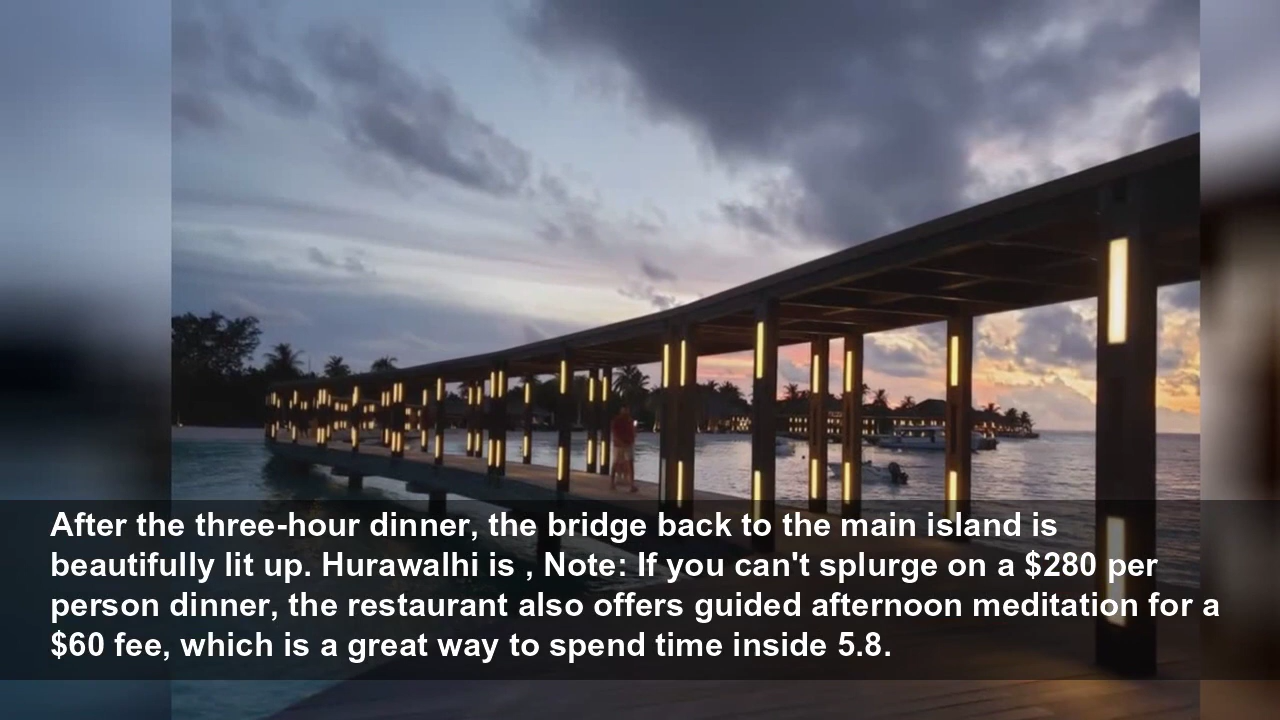 After the three-hour dinner, the bridge back to the main island is
beautifully lit up. Hurawalhi is , Note: If you can't splurge on a $280 per
person dinner, the restaurant also offers guided afternoon meditation for a
$60 fee, which is a great way to spend time inside 5.8.